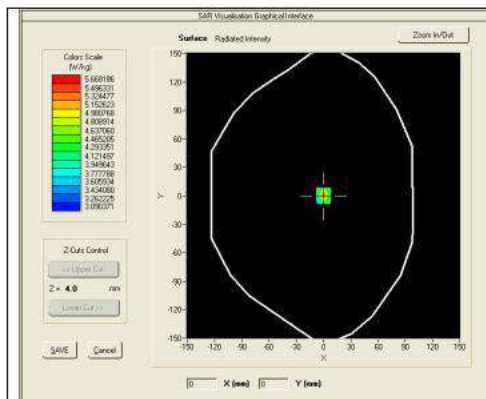 SAR Visualisation Graphical Interface
Surface Radiated Intensity
Zoom In/Out
Colors Scale
(W/kg)
5.668186
5.496331
5.324477
5.152623
4.980768
4.808914
4.637060
4.465205
4.293351
4.121497
3.949643
3.777788
3.605934
3.434080
3.262225
3.090371
Z-Cuts Control
<< Upper Cut
Z = 4.0 mm
Lower Cut >>
SAVE Cancel
150
120
90
60
30
Y 0
-30
-60
-90
-120
-150
-150 -120 -90 -60 -30 0 30 60 90 120 150
X
0 X (mm) 0 Y (mm)